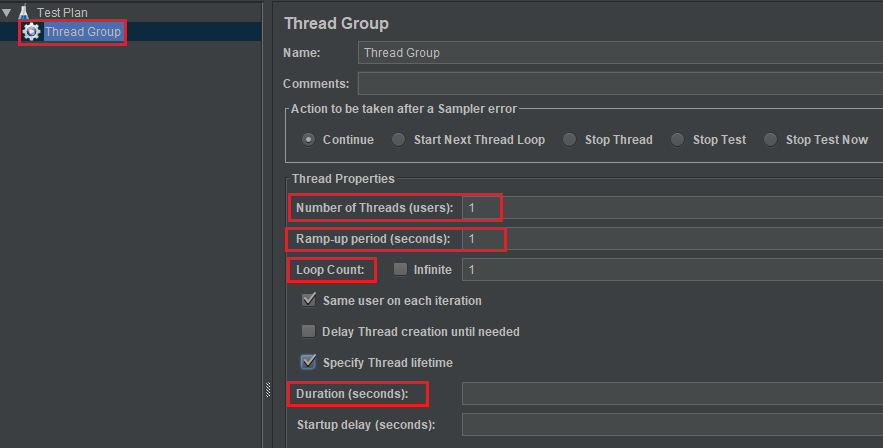 Test Plan
Thread Group
Thread Group
Name: Thread Group
Comments:
Action to be taken after a Sampler error
Continue Start Next Thread Loop Stop Thread Stop Test Stop Test Now
Thread Properties
Number of Threads (users): 1
Ramp-up period (seconds): 1
Loop Count: Infinite 1
Same user on each iteration
Delay Thread creation until needed
Specify Thread lifetime
Duration (seconds):
Startup delay (seconds):